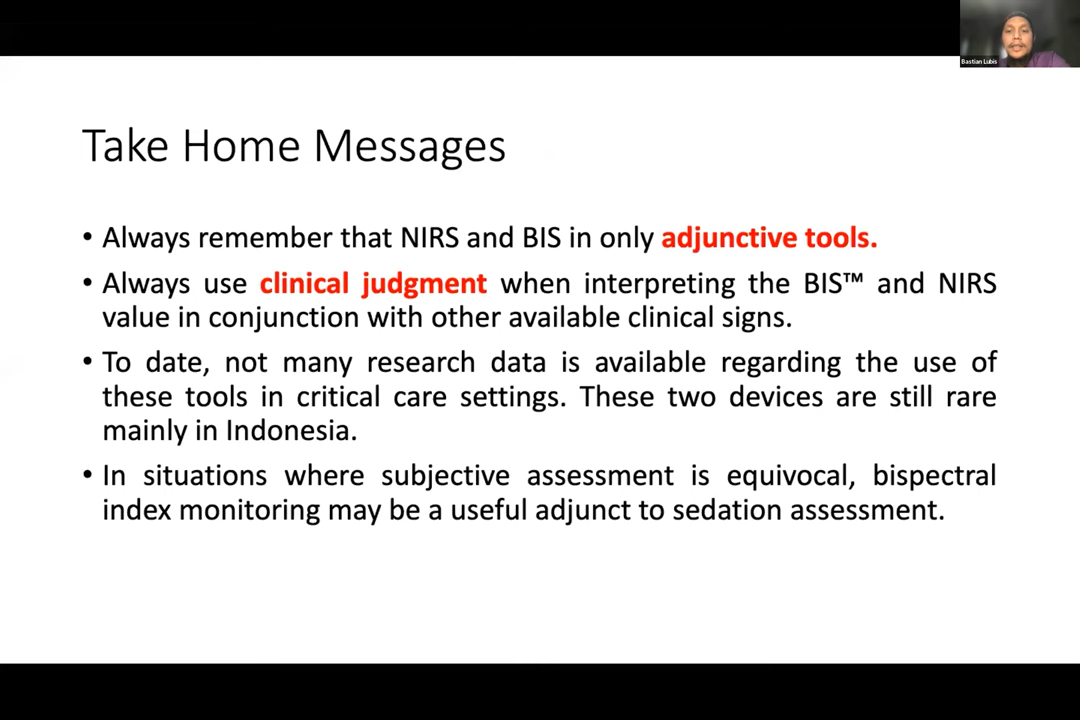 Bastian Lubis
Take Home Messages
• Always remember that NIRS and BIS in only adjunctive tools.
• Always use clinical judgment when interpreting the BIS™ and NIRS
value in conjunction with other available clinical signs.
• To date, not many research data is available regarding the use of
these tools in critical care settings. These two devices are still rare
mainly in Indonesia.
• In situations where subjective assessment is equivocal, bispectral
index monitoring may be a useful adjunct to sedation assessment.